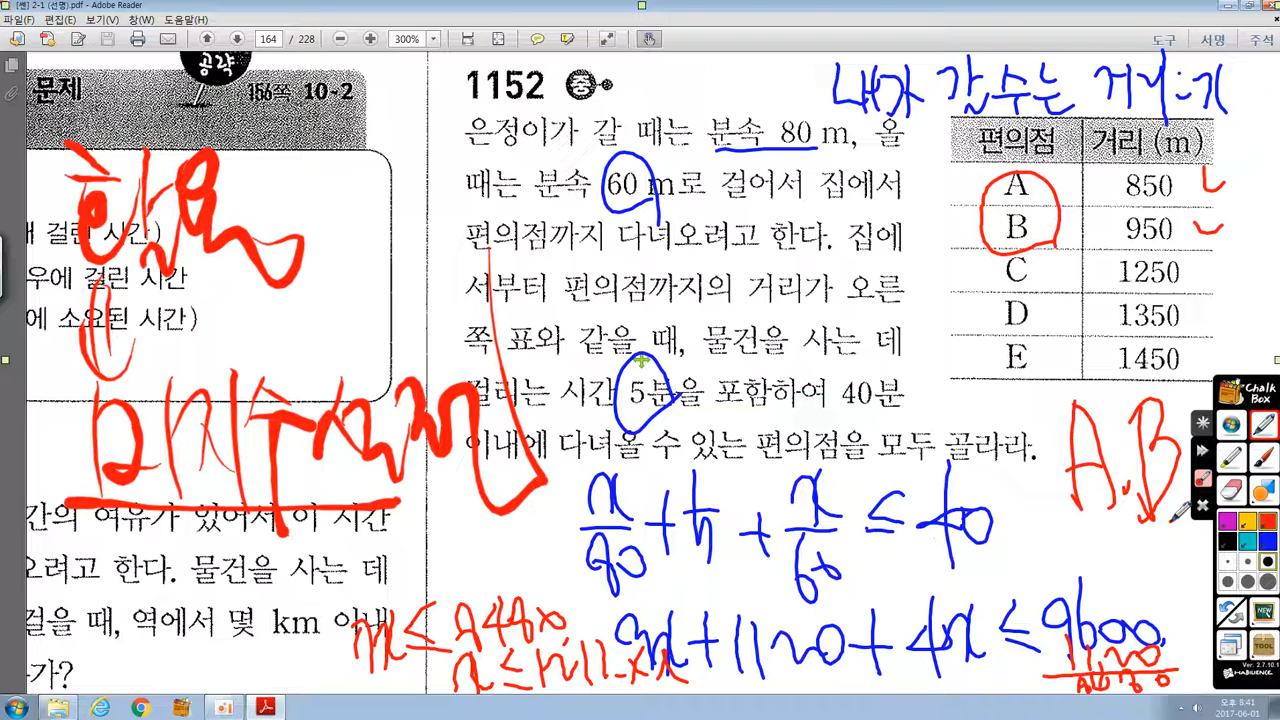 [쎈] 2-1 (선명).pdf - Adobe Reader
파일(F) 편집(E) 보기(V) 창(W) 도움말(H)
164 / 228 300%
도구 서명 주석
공략
문제 156쪽 10-2
걸린 시간)
우에 걸린 시간
에 소요된 시간)
간의 여유가 있어서 이 시간
오려고 한다. 물건을 사는 데
걸을 때, 역에서 몇 km 이내
가?
1152 중
은정이가 갈 때는 분속 80 m, 올
때는 분속 60 m로 걸어서 집에서
편의점까지 다녀오려고 한다. 집에
서부터 편의점까지의 거리가 오른
쪽 표와 같을 때, 물건을 사는 데
걸리는 시간 5분을 포함하여 40분
이내에 다녀올 수 있는 편의점을 모두 골라라.
내가 갈수는 거리
편의점 거리 (m)
A 850
B 950
C 1250
D 1350
E 1450
A.B
x/80 + 5 + x/60 ≤ 40
+ 4x ≤ 9600
Chalk Box
NEW
TOOL
Ver 2.7.10.1
HABILIENCE
오후 8:41
2017-06-01